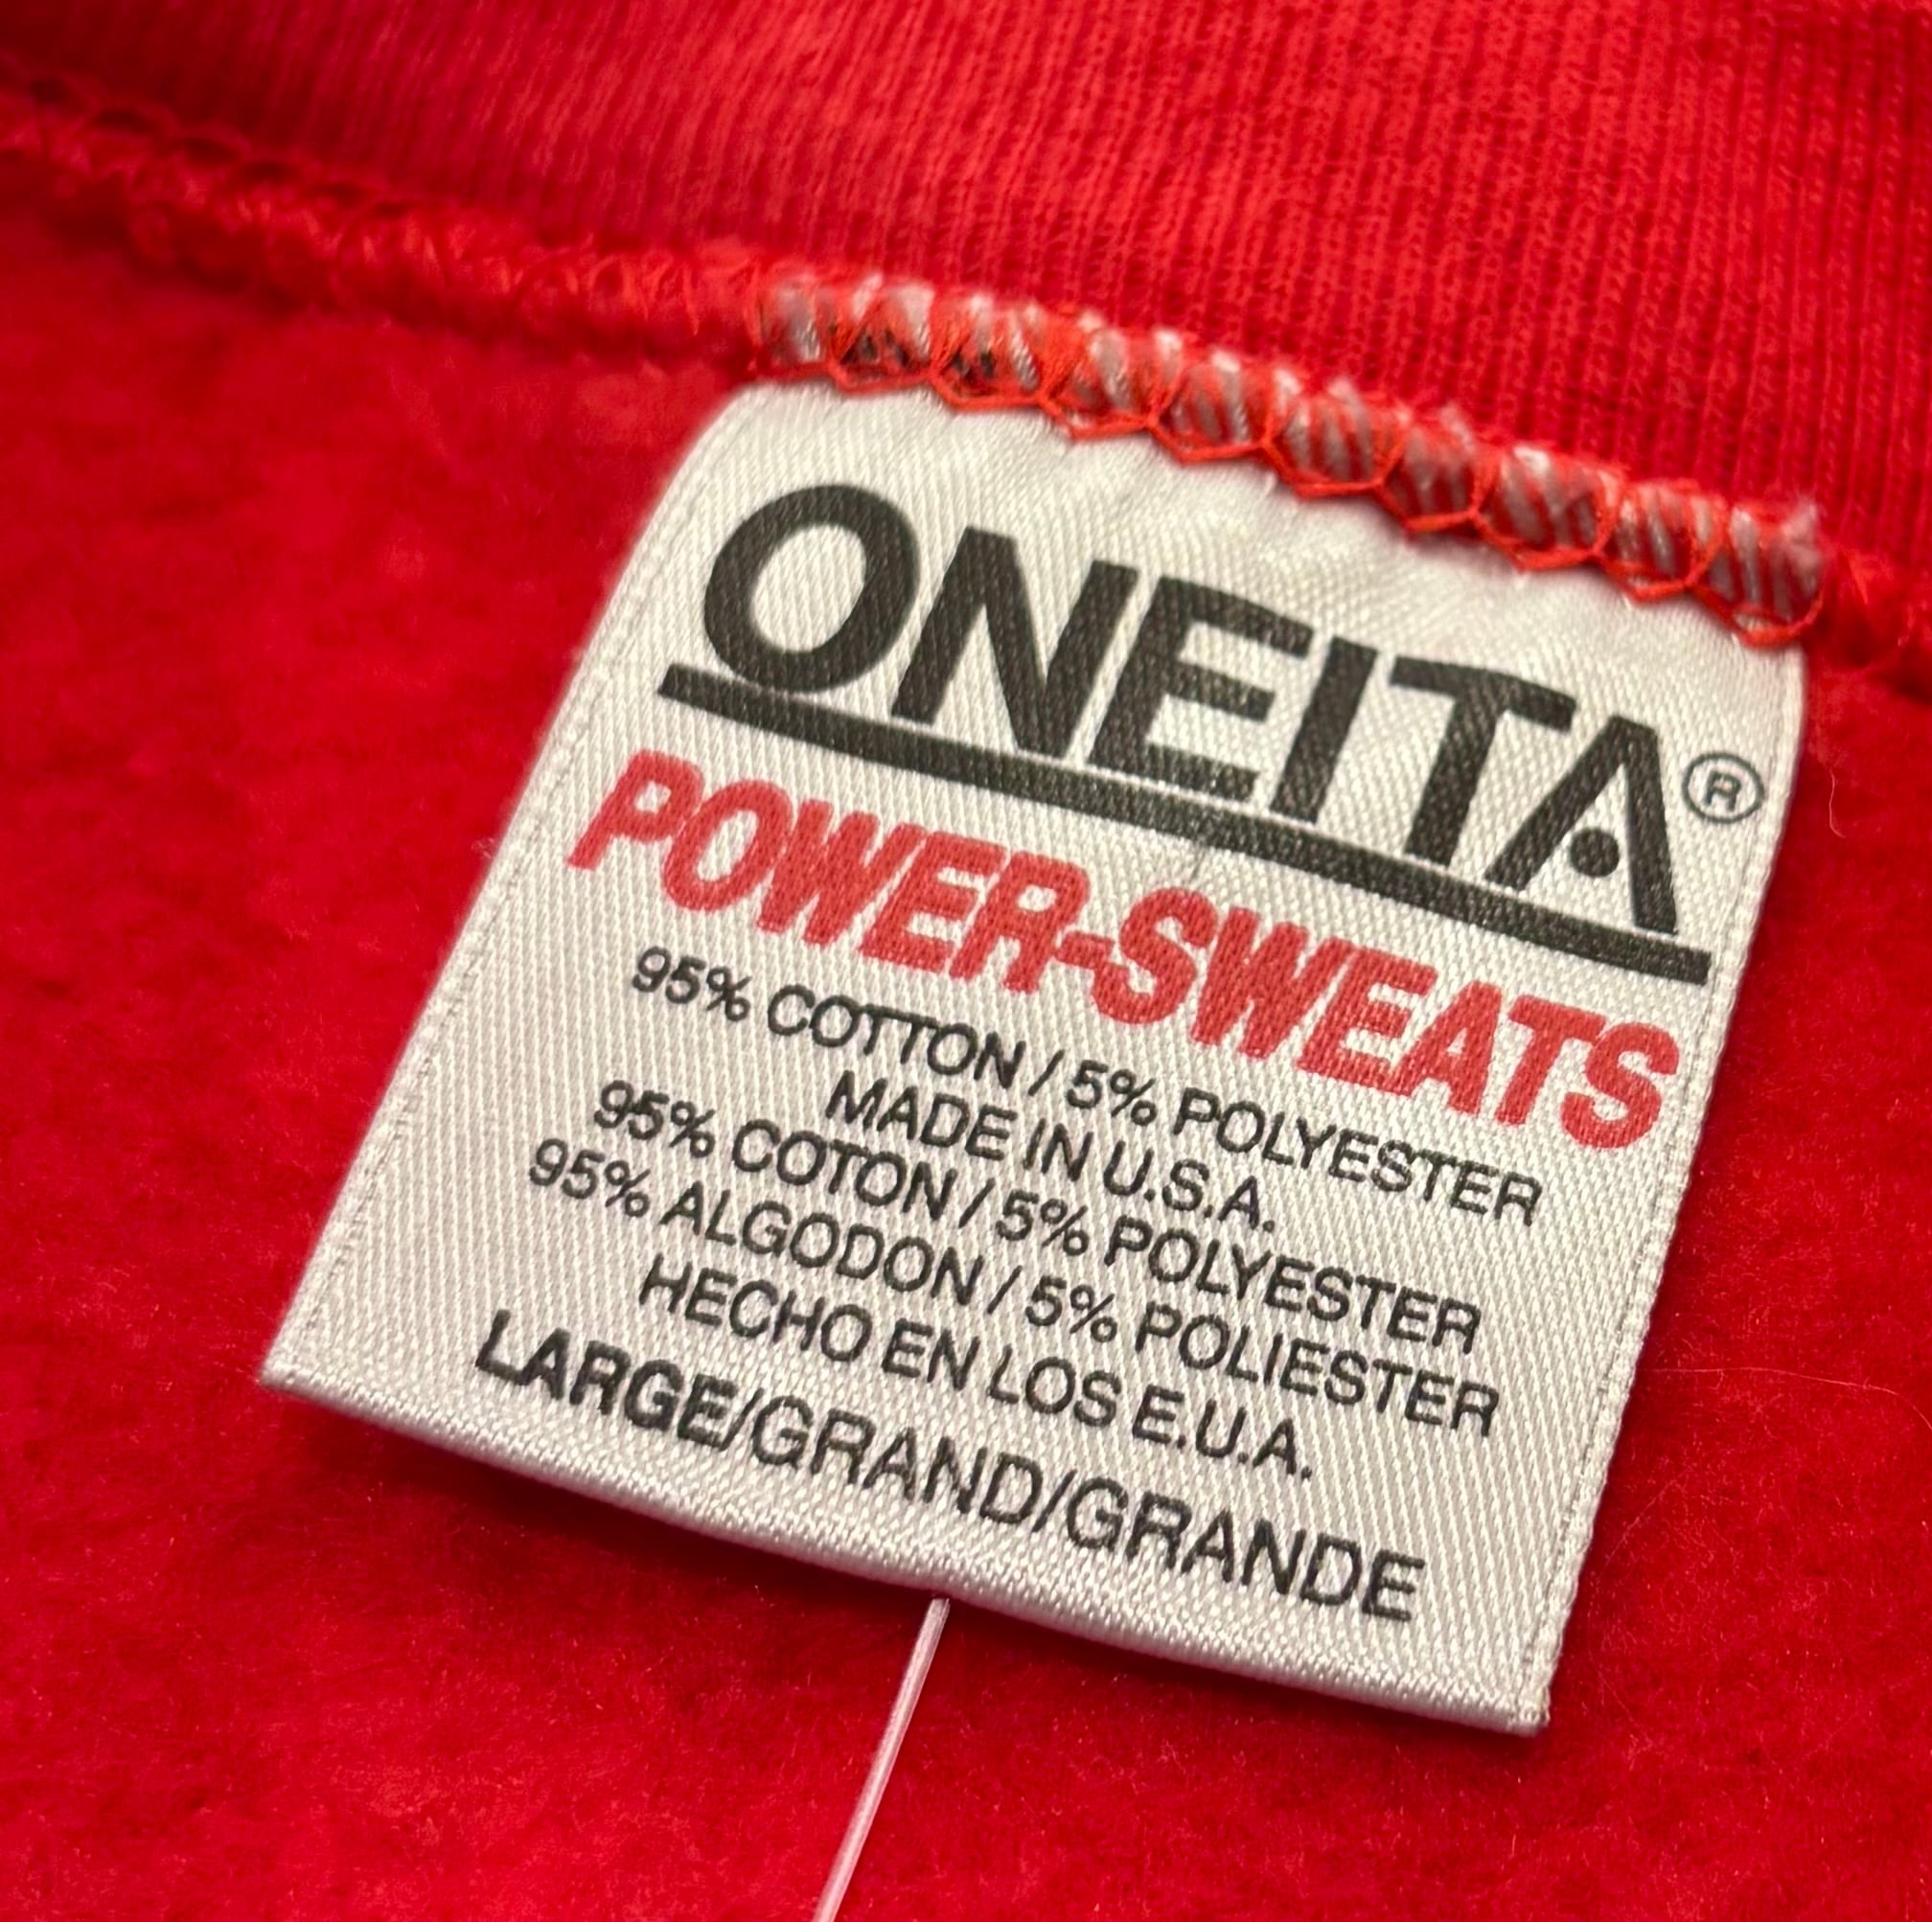 ONEITA®
POWER-SWEATS
95% COTTON / 5% POLYESTER
MADE IN U.S.A.
95% COTON / 5% POLYESTER
95% ALGODON / 5% POLIESTER
HECHO EN LOS E.U.A.
LARGE/GRAND/GRANDE